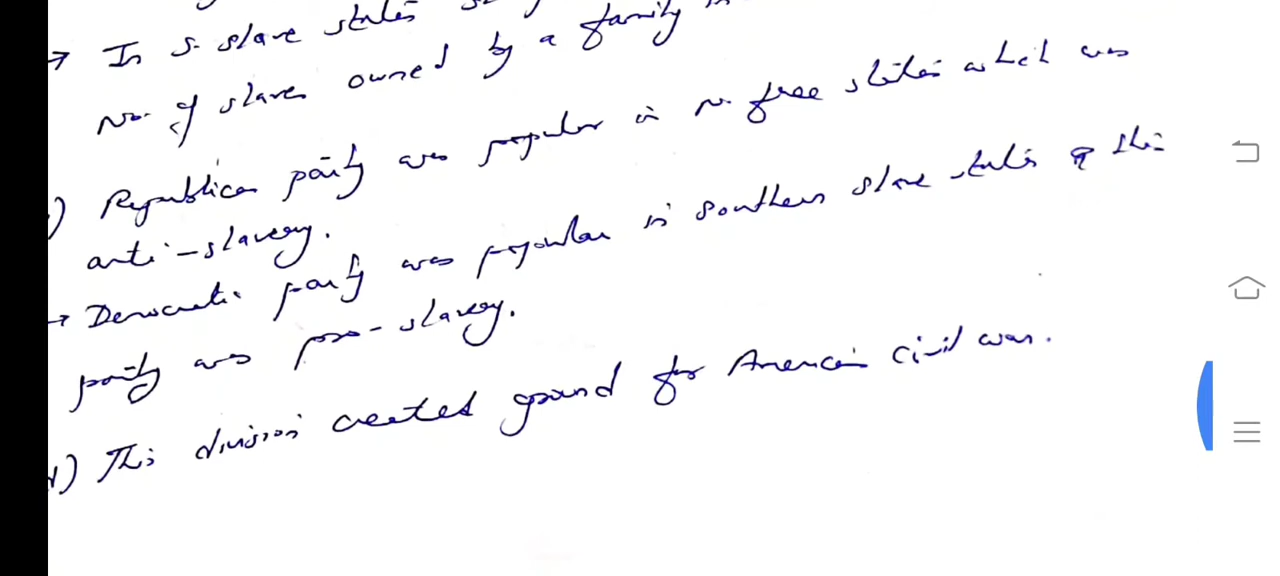 → In S. slave states
No. of slaves owned by a family
) Republican party was popular in N. free states which was
anti-slavery.
→ Democratic party was popular in Southern slave states & this
party was pro-slavery.
) This division created ground for American civil war.